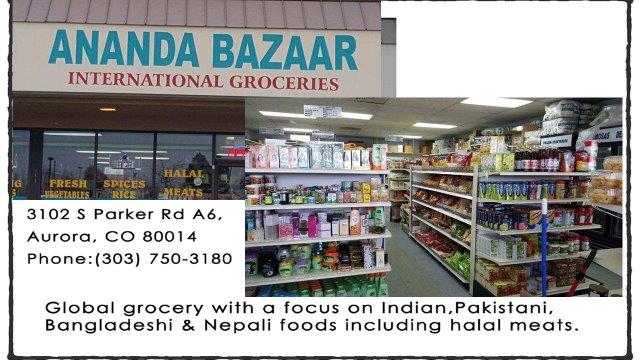 ANANDA BAZAAR
INTERNATIONAL GROCERIES
FRESH
VEGETABLES
SPICES
RICE
HALAL
MEATS
3102 S Parker Rd A6,
Aurora, CO 80014
Phone:(303) 750-3180
Global grocery with a focus on Indian,Pakistani,
Bangladeshi & Nepali foods including halal meats.